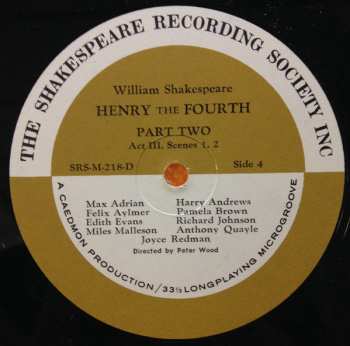 THE SHAKESPEARE RECORDING SOCIETY INC
William Shakespeare
HENRY THE FOURTH
PART TWO
Act III, Scenes 1, 2
SRS-M-218-D Side 4
Max Adrian Harry Andrews
Felix Aylmer Pamela Brown
Edith Evans Richard Johnson
Miles Malleson Anthony Quayle
Joyce Redman
Directed by Peter Wood
A CAEDMON PRODUCTION/33⅓ LONGPLAYING MICROGROOVE